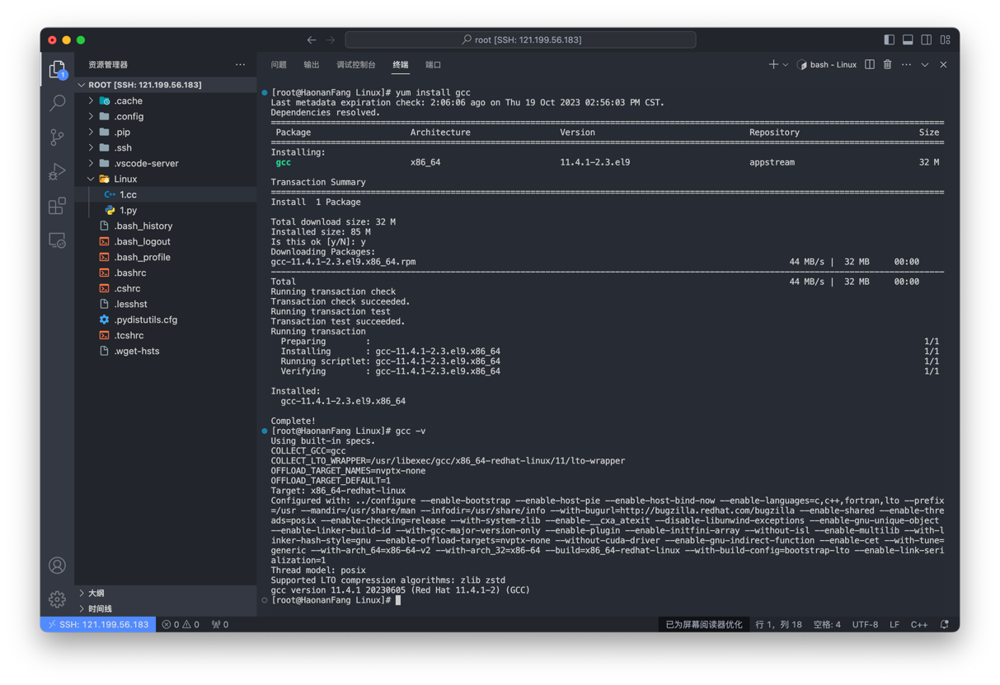 root [SSH: 121.199.56.183]
资源管理器
ROOT [SSH: 121.199.56.183]
.cache
.config
.pip
.ssh
.vscode-server
Linux
1.cc
1.py
.bash_history
.bash_logout
.bash_profile
.bashrc
.cshrc
.lesshst
.pydistutils.cfg
.tcshrc
.wget-hsts
大纲
时间线
1
问题 输出 调试控制台 终端 端口
bash - Linux
[root@HaonanFang Linux]# yum install gcc
Last metadata expiration check: 2:06:06 ago on Thu 19 Oct 2023 02:56:03 PM CST.
Dependencies resolved.
Package Architecture Version Repository Size
Installing:
gcc x86_64 11.4.1-2.3.el9 appstream 32 M
Transaction Summary
Install 1 Package
Total download size: 32 M
Installed size: 85 M
Is this ok [y/N]: y
Downloading Packages:
gcc-11.4.1-2.3.el9.x86_64.rpm 44 MB/s | 32 MB 00:00
Total 44 MB/s | 32 MB 00:00
Running transaction check
Transaction check succeeded.
Running transaction test
Transaction test succeeded.
Running transaction
Preparing : 1/1
Installing : gcc-11.4.1-2.3.el9.x86_64 1/1
Running scriptlet: gcc-11.4.1-2.3.el9.x86_64 1/1
Verifying : gcc-11.4.1-2.3.el9.x86_64 1/1
Installed:
gcc-11.4.1-2.3.el9.x86_64
Complete!
[root@HaonanFang Linux]# gcc -v
Using built-in specs.
COLLECT_GCC=gcc
COLLECT_LTO_WRAPPER=/usr/libexec/gcc/x86_64-redhat-linux/11/lto-wrapper
OFFLOAD_TARGET_NAMES=nvptx-none
OFFLOAD_TARGET_DEFAULT=1
Target: x86_64-redhat-linux
Configured with: ../configure --enable-bootstrap --enable-host-pie --enable-host-bind-now --enable-languages=c,c++,fortran,lto --prefix
=/usr --mandir=/usr/share/man --infodir=/usr/share/info --with-bugurl=http://bugzilla.redhat.com/bugzilla --enable-shared --enable-thre
ads=posix --enable-checking=release --with-system-zlib --enable-__cxa_atexit --disable-libunwind-exceptions --enable-gnu-unique-object
--enable-linker-build-id --with-gcc-major-version-only --enable-plugin --enable-initfini-array --without-isl --enable-multilib --with-l
inker-hash-style=gnu --enable-offload-targets=nvptx-none --without-cuda-driver --enable-gnu-indirect-function --enable-cet --with-tune=
generic --with-arch_64=x86-64-v2 --with-arch_32=x86-64 --build=x86_64-redhat-linux --with-build-config=bootstrap-lto --enable-link-seri
alization=1
Thread model: posix
Supported LTO compression algorithms: zlib zstd
gcc version 11.4.1 20230605 (Red Hat 11.4.1-2) (GCC)
[root@HaonanFang Linux]#
SSH: 121.199.56.183 0 0 0 已为屏幕阅读器优化 行 1，列 18 空格: 4 UTF-8 LF C++